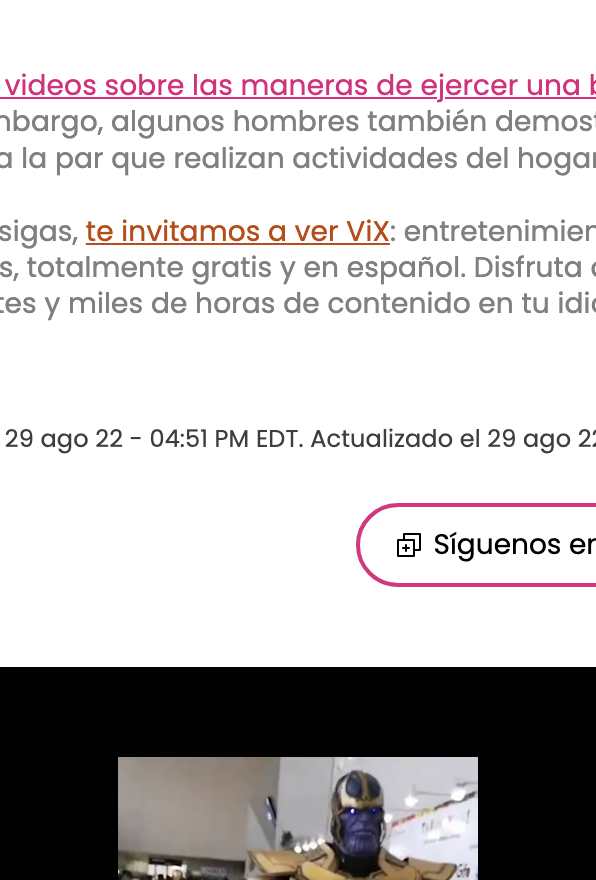 videos sobre las maneras de ejercer una
mbargo, algunos hombres también demost
a la par que realizan actividades del hogar
sigas, te invitamos a ver ViX: entretenimien
s, totalmente gratis y en español. Disfruta
tes y miles de horas de contenido en tu idio
29 ago 22 - 04:51 PM EDT. Actualizado el 29 ago 22
Síguenos en